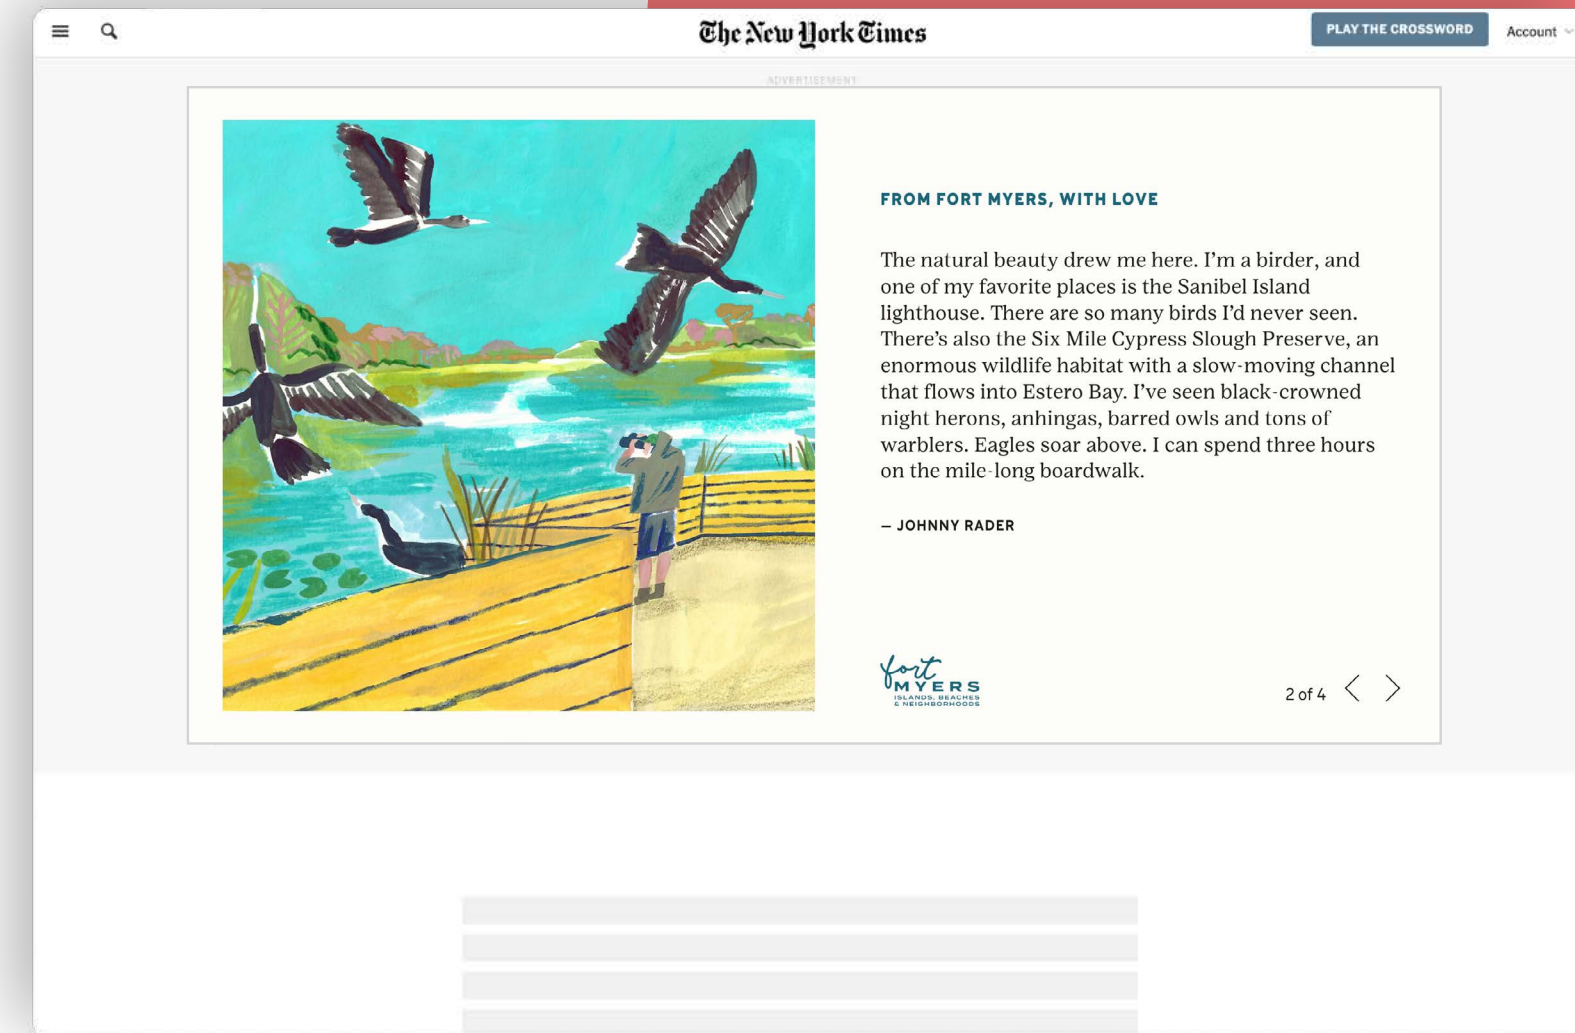 The New York Times
PLAY THE CROSSWORD
Account
ADVERTISEMENT
FROM FORT MYERS, WITH LOVE
The natural beauty drew me here. I’m a birder, and
one of my favorite places is the Sanibel Island
lighthouse. There are so many birds I’d never seen.
There’s also the Six Mile Cypress Slough Preserve, an
enormous wildlife habitat with a slow-moving channel
that flows into Estero Bay. I’ve seen black-crowned
night herons, anhingas, barred owls and tons of
warblers. Eagles soar above. I can spend three hours
on the mile-long boardwalk.
– JOHNNY RADER
fort
MYERS
ISLANDS, BEACHES
& NEIGHBORHOODS
2 of 4